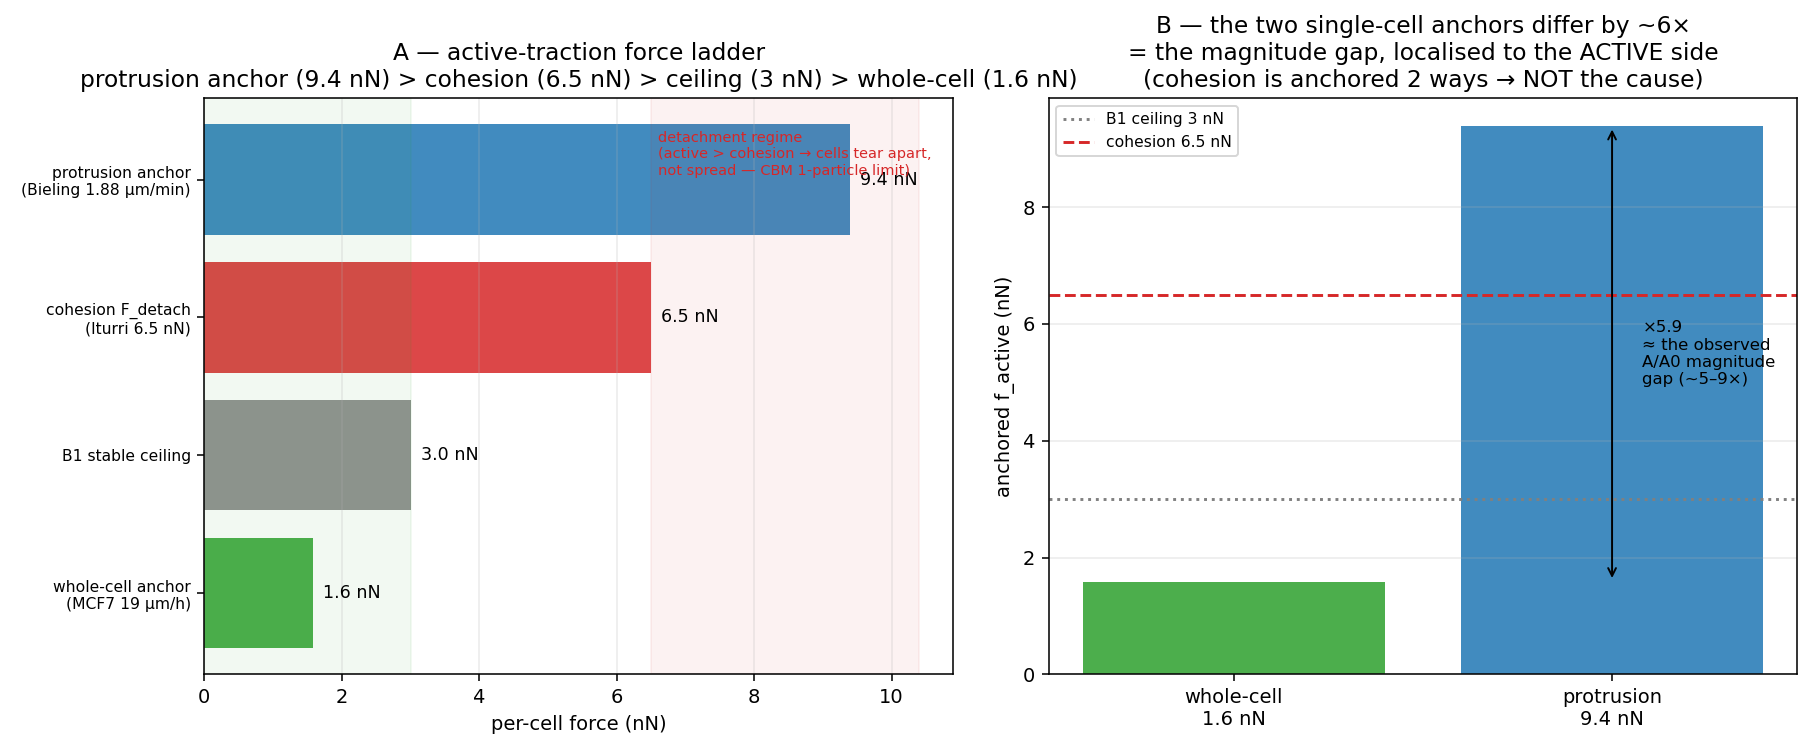 A — active-traction force ladder
protrusion anchor (9.4 nN) > cohesion (6.5 nN) > ceiling (3 nN) > whole-cell (1.6 nN)
protrusion anchor
(Bieling 1.88 µm/min)
cohesion F_detach
(Iturri 6.5 nN)
B1 stable ceiling
whole-cell anchor
(MCF7 19 µm/h)
detachment regime
(active > cohesion → cells tear apart,
not spread — CBM 1-particle limit)
9.4 nN
6.5 nN
3.0 nN
1.6 nN
0 2 4 6 8 10
per-cell force (nN)
B — the two single-cell anchors differ by ~6×
= the magnitude gap, localised to the ACTIVE side
(cohesion is anchored 2 ways → NOT the cause)
B1 ceiling 3 nN
cohesion 6.5 nN
anchored f_active (nN)
8
6
4
2
0
×5.9
≈ the observed
A/A0 magnitude
gap (~5–9×)
whole-cell
1.6 nN
protrusion
9.4 nN